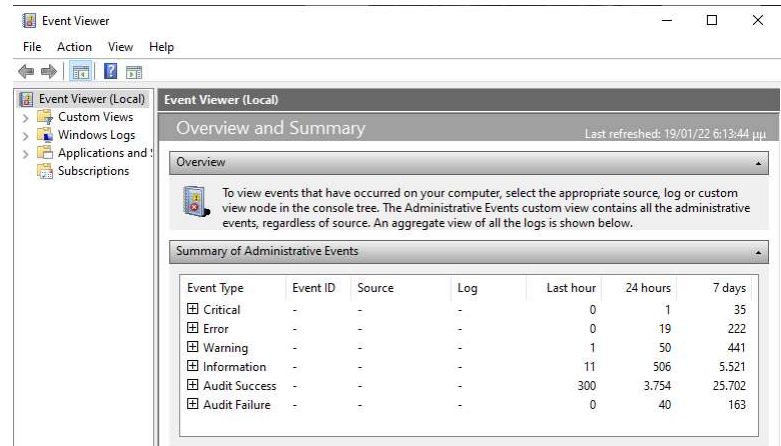 Event Viewer
File Action View Help
Event Viewer (Local)
Custom Views
Windows Logs
Applications and
Subscriptions
Event Viewer (Local)
Overview and Summary
Last refreshed: 19/01/22 6:13:44 μμ
Overview
To view events that have occurred on your computer, select the appropriate source, log or custom
view node in the console tree. The Administrative Events custom view contains all the administrative
events, regardless of source. An aggregate view of all the logs is shown below.
Summary of Administrative Events
Event Type Event ID Source Log Last hour 24 hours 7 days
Critical - - - 0 1 35
Error - - - 0 19 222
Warning - - - 1 50 441
Information - - - 11 506 5.521
Audit Success - - - 300 3.754 25.702
Audit Failure - - - 0 40 163